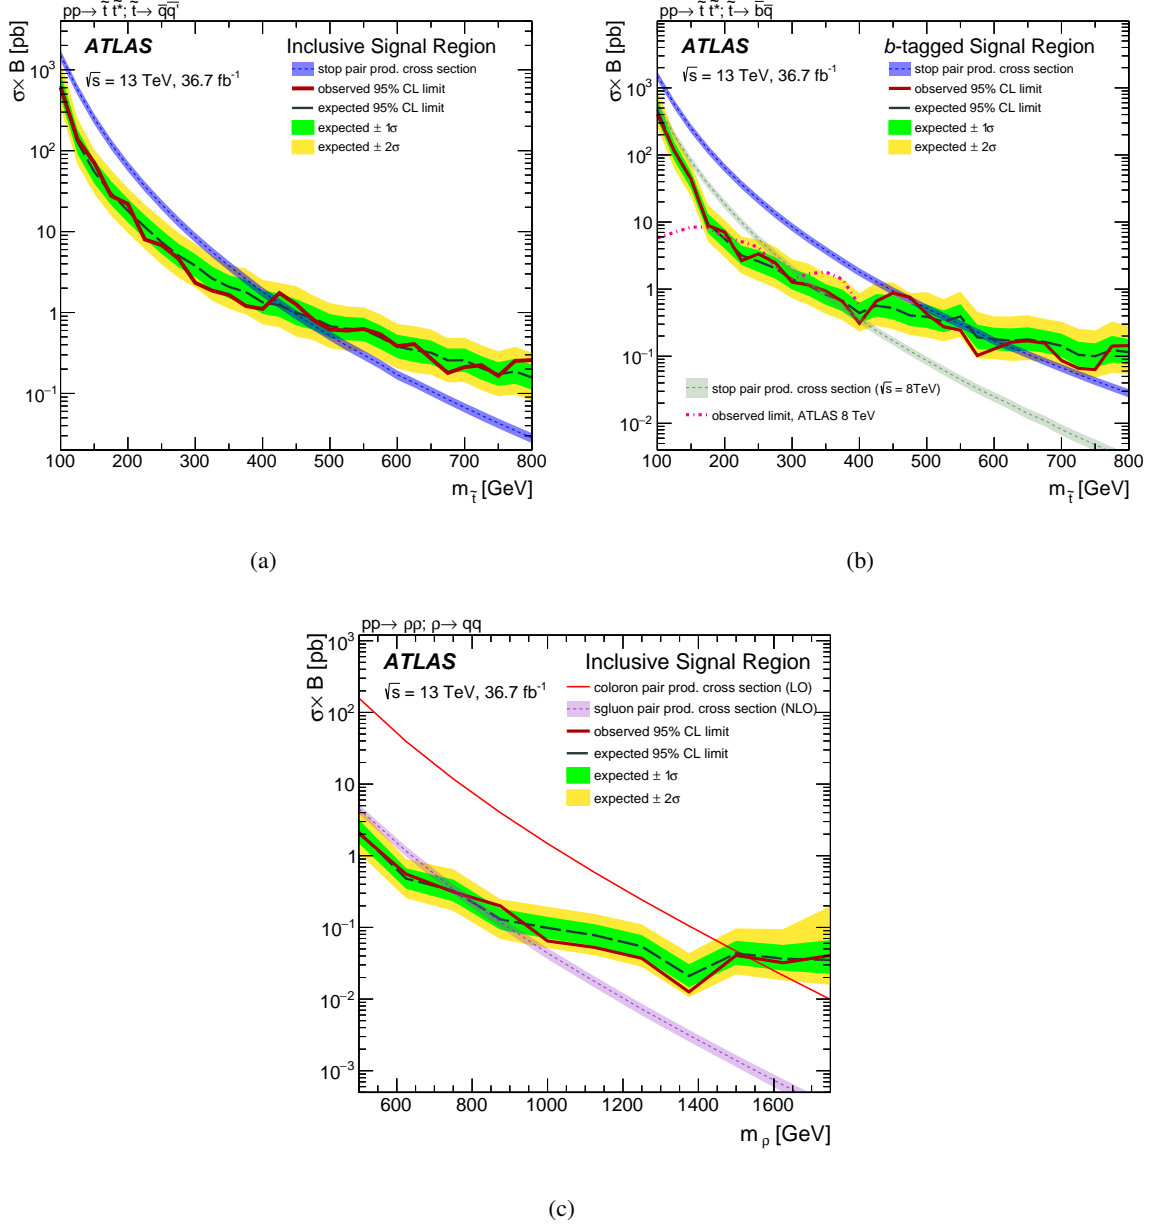 pp→ t̃ t̃*; t̃→ q̄q̄'
ATLAS
√s = 13 TeV, 36.7 fb⁻¹
Inclusive Signal Region
stop pair prod. cross section
observed 95% CL limit
expected 95% CL limit
expected ± 1σ
expected ± 2σ
σ× B [pb]
10³
10²
10
1
10⁻¹
100 200 300 400 500 600 700 800
m_t̃ [GeV]
(a)
pp→ t̃ t̃*; t̃→ b̄q̄
ATLAS
√s = 13 TeV, 36.7 fb⁻¹
b-tagged Signal Region
stop pair prod. cross section
observed 95% CL limit
expected 95% CL limit
expected ± 1σ
expected ± 2σ
stop pair prod. cross section (√s = 8TeV)
observed limit, ATLAS 8 TeV
σ× B [pb]
10³
10²
10
1
10⁻¹
10⁻²
100 200 300 400 500 600 700 800
m_t̃ [GeV]
(b)
pp→ ρρ; ρ→ qq
ATLAS
√s = 13 TeV, 36.7 fb⁻¹
Inclusive Signal Region
coloron pair prod. cross section (LO)
sgluon pair prod. cross section (NLO)
observed 95% CL limit
expected 95% CL limit
expected ± 1σ
expected ± 2σ
σ× B [pb]
10³
10²
10
1
10⁻¹
10⁻²
10⁻³
600 800 1000 1200 1400 1600
m_ρ [GeV]
(c)